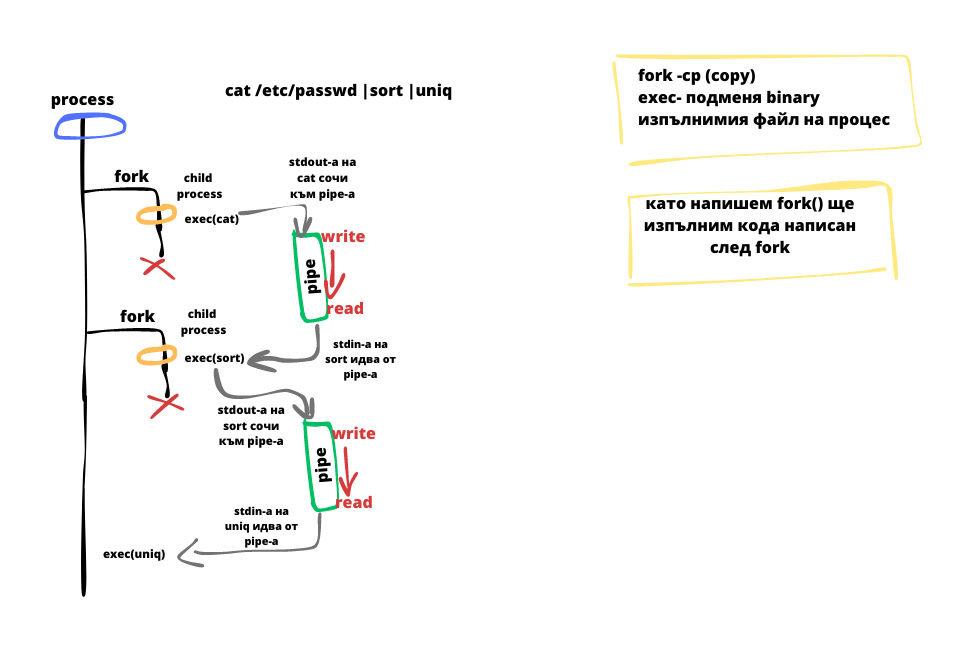 cat /etc/passwd |sort |uniq
process
fork
child
process
exec(cat)
stdout-а на
cat сочи
към pipe-а
write
pipe
read
fork
child
process
exec(sort)
stdin-а на
sort идва от
pipe-а
stdout-а на
sort сочи
към pipe-а
write
pipe
read
stdin-а на
uniq идва от
pipe-а
exec(uniq)
fork -cp (copy)
exec- подменя binary
изпълнимия файл на процес
като напишем fork() ще
изпълним кода написан
след fork